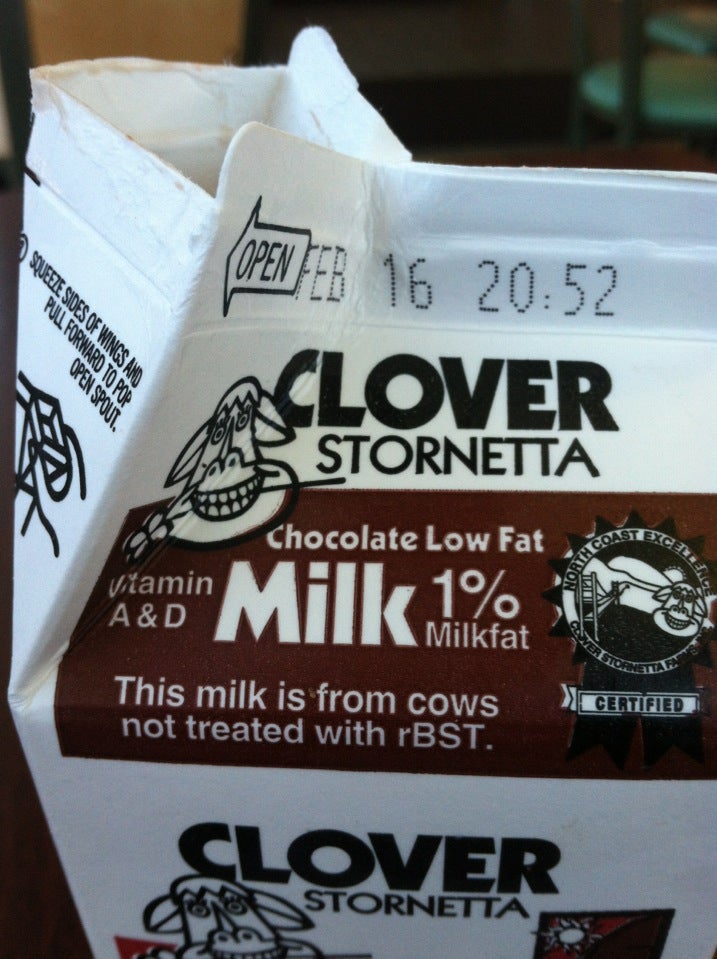 OPEN
FEB 16 20:52
SQUEEZE SIDES OF WINGS AND
PULL FORWARD TO POP
OPEN SPOUT.
CLOVER
STORNETTA
Chocolate Low Fat
Vitamin
A & D
Milk 1%
Milkfat
This milk is from cows
not treated with rBST.
NORTH COAST EXCELLENCE
CLOVER STORNETTA FARMS
CERTIFIED
CLOVER
STORNETTA